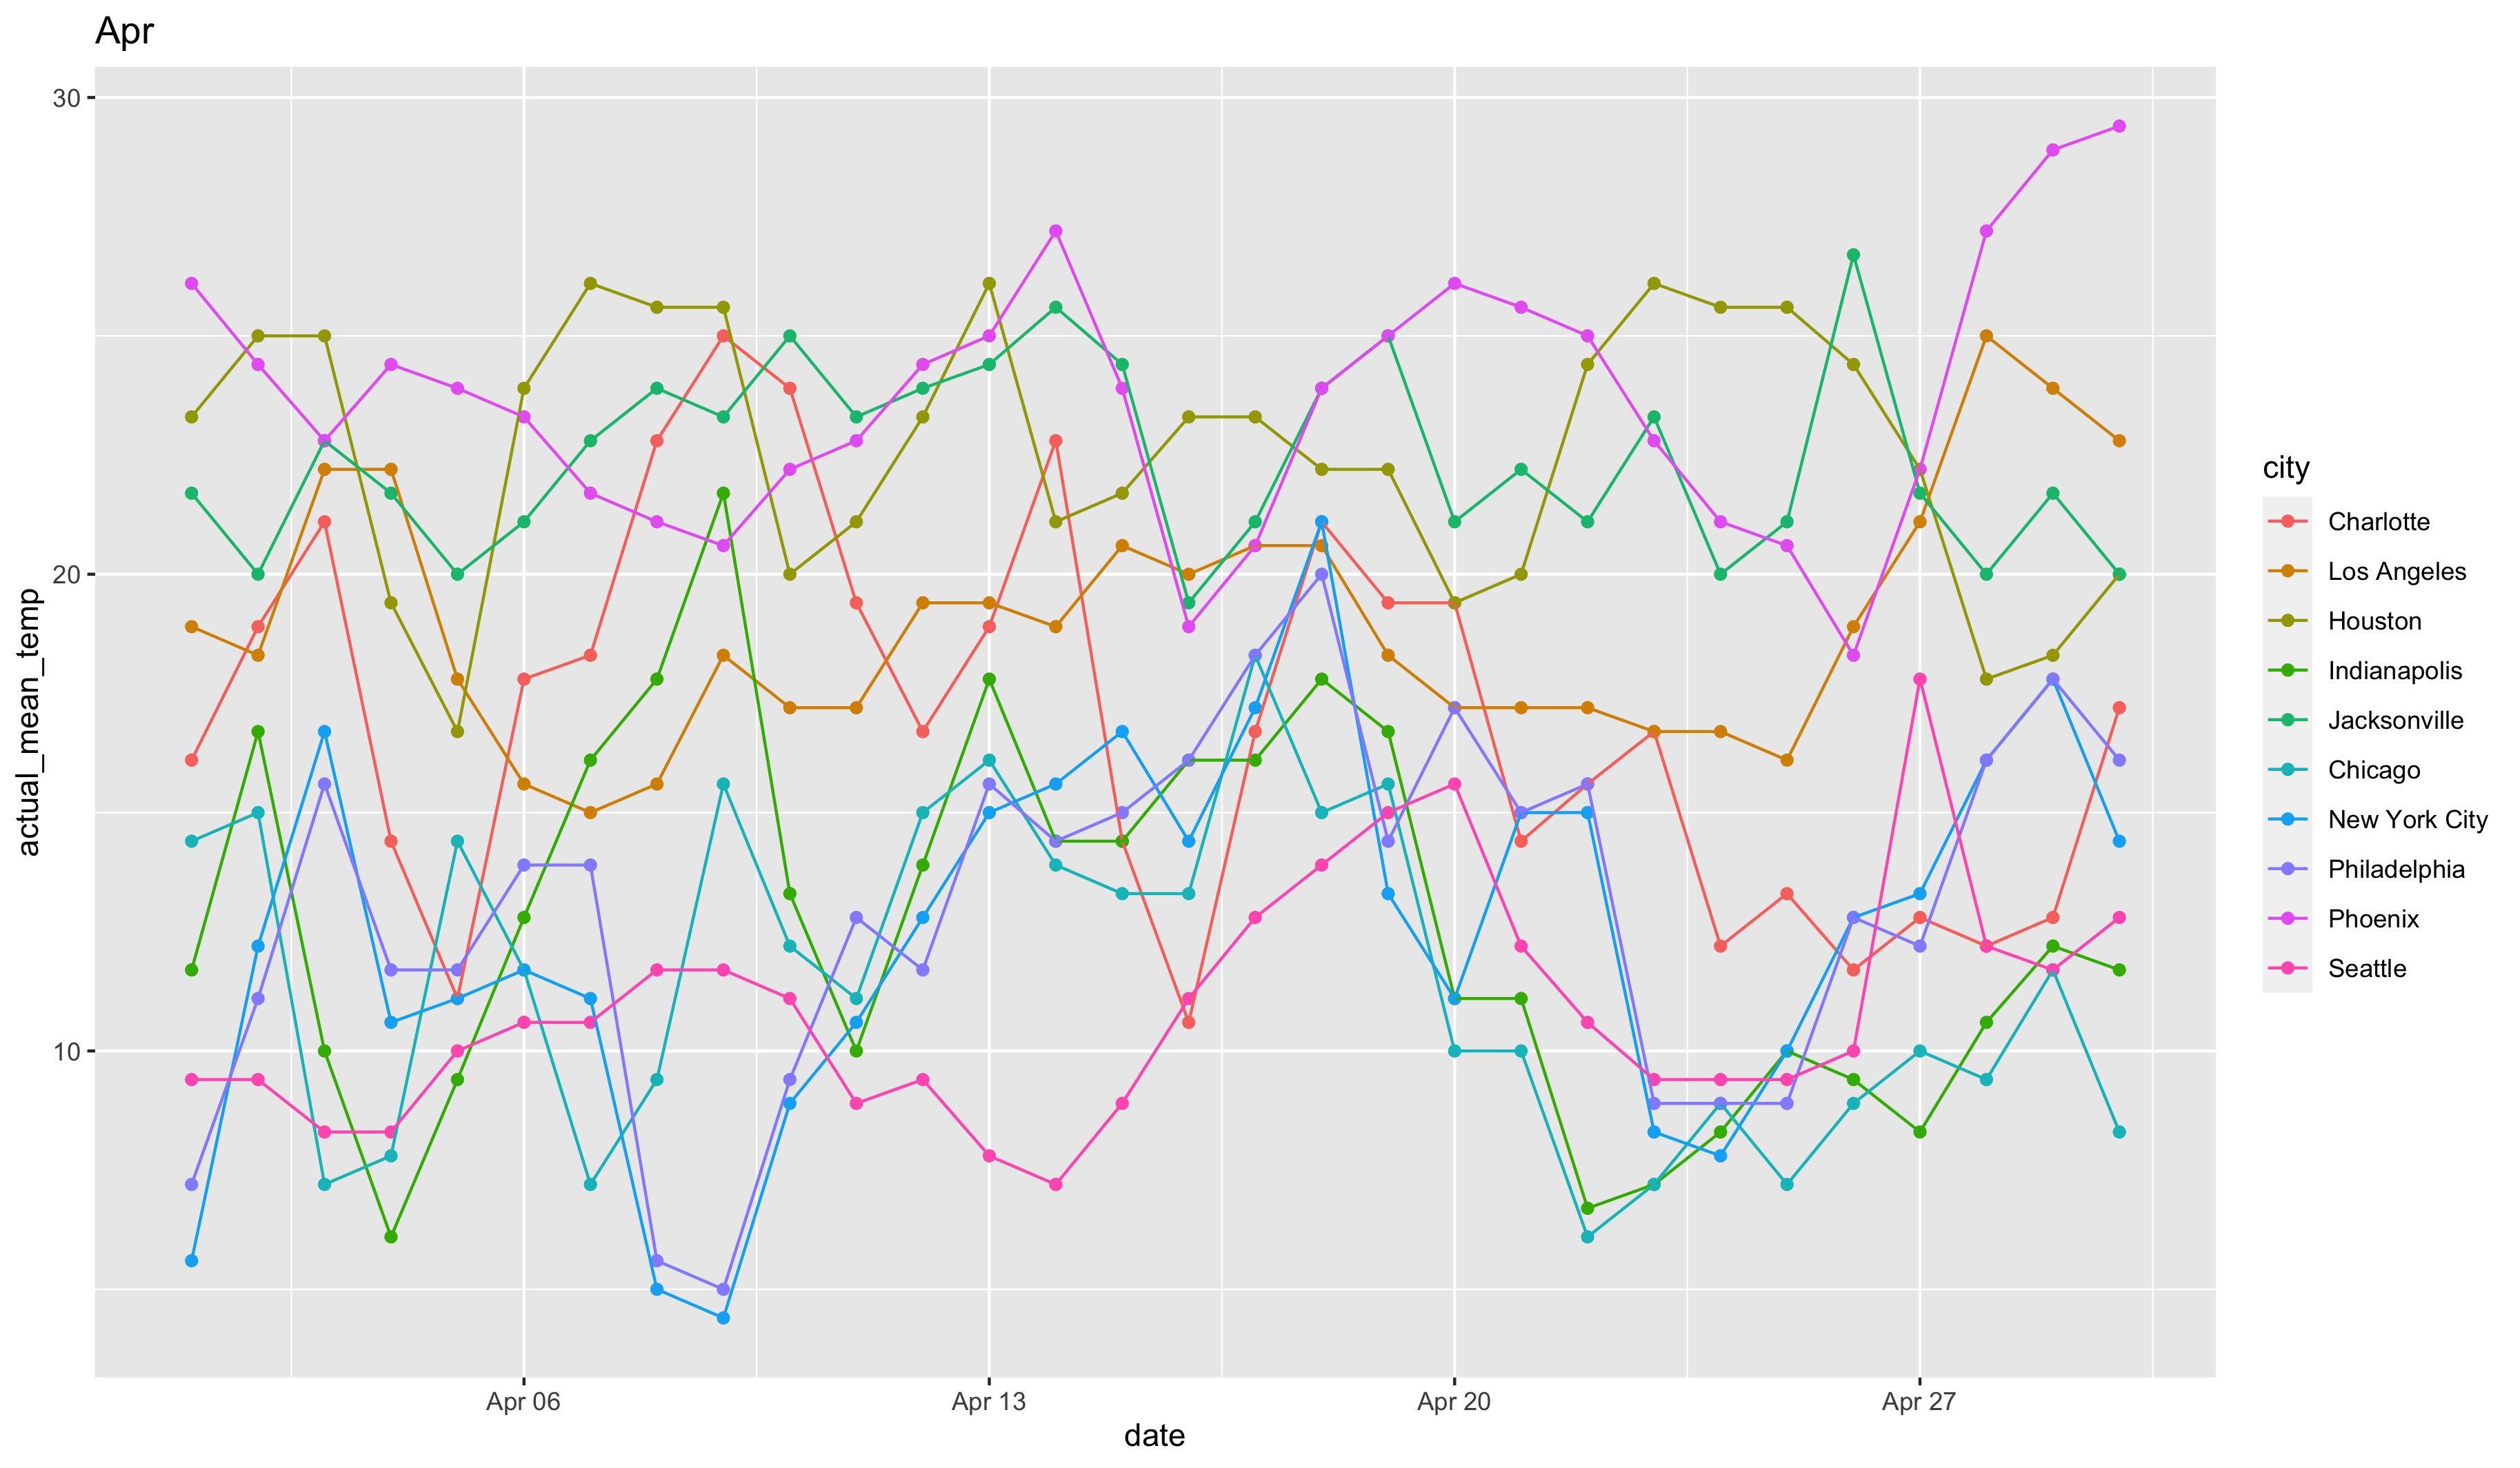 Apr
30
20
10
actual_mean_temp
Apr 06
Apr 13
Apr 20
Apr 27
date
city
Charlotte
Los Angeles
Houston
Indianapolis
Jacksonville
Chicago
New York City
Philadelphia
Phoenix
Seattle